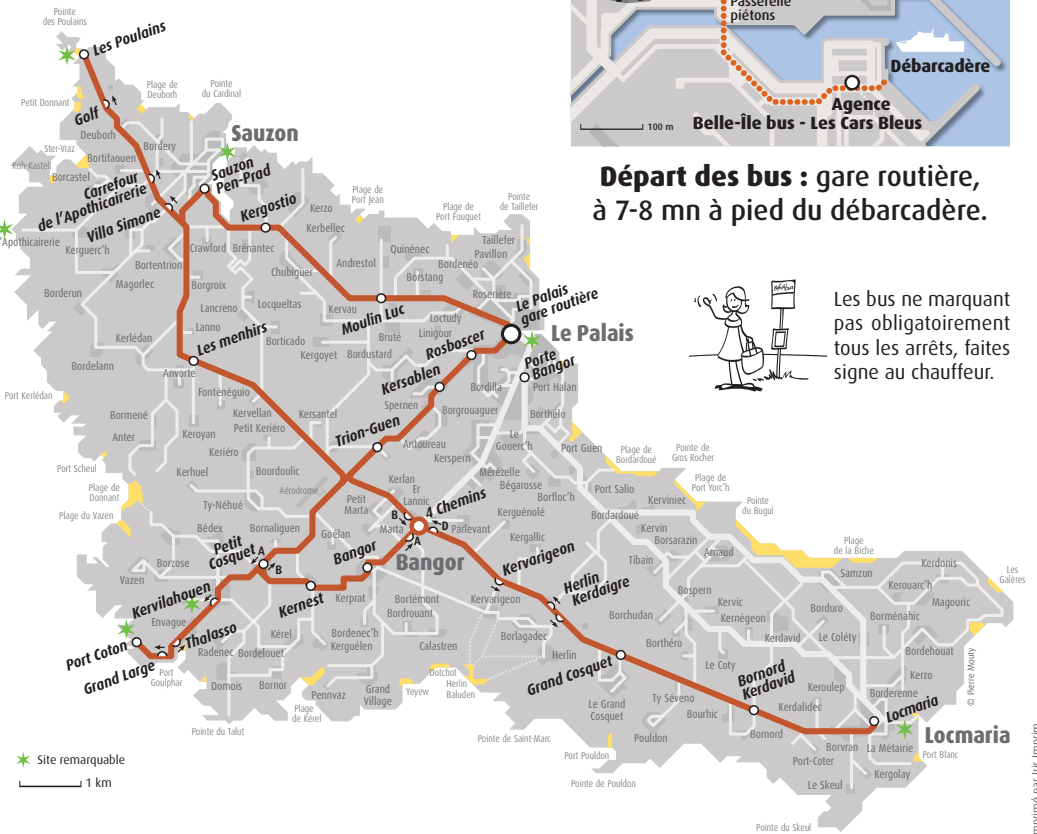 Pointe
des Poulains
Les Poulains
Petit Donnant
Golf
Plage de
Deuborh
Pointe
du Cardinal
Deuborh
Bordery
Sauzon
Ster-Vraz
Bortifaouen
Koh-Kastell
Borcastel
Carrefour
de l'Apothicairerie
Villa Simone
Sauzon
Pen-Prad
Kergostio
Apothicairerie
Kerguerc'h
Crawford
Brénantec
Kerzo
Kerbellec
Plage de
Port Jean
Plage de
Port Fouquet
Pointe
de Taillefer
Taillefer
Pavillon
Quinénec
Bordenéo
Andrestol
Borstang
Roserière
Chubiguer
Bortentrion
Magorlec
Borgroix
Borderun
Lancreno
Locqueltas
Kervau
Moulin Luc
Loctudy
Le Palais
gare routière
Le Palais
Lanno
Les menhirs
Borticado
Kergoyet
Bruté
Linigour
Bordustard
Rosboscer
Porte
Bangor
Kerlédan
Bordelann
Anvorte
Kersablen
Bordilla
Port Halan
Port Kerlédan
Fonténéguio
Kervellan
Petit Keriéro
Kersantel
Spernen
Borgrouaguer
Borthélo
Bormené
Anter
Keroyan
Keriéro
Trion-Guen
Antoureau
Kerspern
Le
Gouerc'h
Port Guen
Plage de
Bordardoué
Pointe de
Gros Rocher
Port Scheul
Kerhuel
Bourdoulic
Aérodrome
Kerlan
Er
Lannic
Mérézelle
Bégarosse
Borfloc'h
Port Salio
Kerviniec
Plage de
Port Yorc'h
Plage de
Donnant
Ty-Néhué
Petit
Marta
4 Chemins
Kerguénolé
Bordardoué
Pointe
du Bugul
Plage du Vazen
Bédex
Bornaliguen
Goélan
Marta
B
D
A
Parlevant
Kergallic
Kervin
Borsarazin
Borzose
Petit
Cosquet
A
B
Bangor
Bangor
Kervarigeon
Tibain
Arnaud
Plage
de la Biche
Vazen
Kervilahouen
Kernest
Kerprat
Bortémont
Bordrouant
Kervarigeon
Herlin
Kerdaigre
Bospern
Samzun
Kerdonis
Les
Galères
Kerouarc'h
Magouric
Envague
Thalasso
Kérel
Bordenec'h
Kerguélen
Calastren
Borlagadec
Borchudan
Kervic
Kernégeon
Borduro
Borménahic
Port Coton
Radenec
Bordelouet
Herlin
Borthéro
Kerdavid
Le Coléty
Bordehouat
Grand Large
Port
Goulphar
Domois
Bornor
Pennvaz
Grand
Village
Yeyew
Dotchot
Herlin
Baluden
Grand Cosquet
Le Coty
Bornord
Kerdavid
Keroulep
Kerzo
Borderenne
Plage
de Kérel
Le Grand
Cosquet
Ty Séveno
Bourhic
Kerdalidec
Locmaria
Pointe du Talut
Pointe de Saint-Marc
Pouldon
Bornord
Borvran
La Métairie
Locmaria
Port Blanc
Port Pouldon
Port-Coter
Kergolay
Pointe de Pouldon
Le Skeul
Pointe du Skeul
Site remarquable
1 km
© Pierre Mouty
Passerelle
piétons
Débarcadère
Agence
Belle-île bus - Les Cars Bleus
100 m
Départ des bus : gare routière,
à 7-8 mn à pied du débarcadère.
Les bus ne marquant
pas obligatoirement
tous les arrêts, faites
signe au chauffeur.
par Iris Imprim